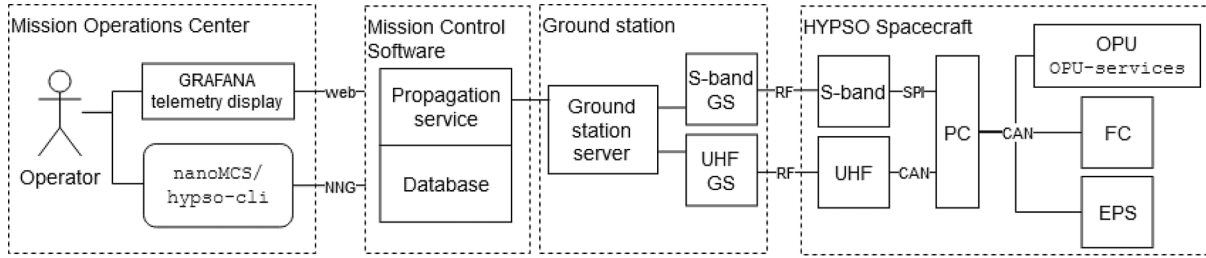 Mission Operations Center
Operator
GRAFANA
telemetry display
nanoMCS/
hypso-cli
web
NNG
Mission Control
Software
Propagation
service
Database
Ground station
Ground
station
server
S-band
GS
UHF
GS
RF
RF
HYPSO Spacecraft
S-band
UHF
SPI
CAN
PC
CAN
OPU
OPU-services
FC
EPS